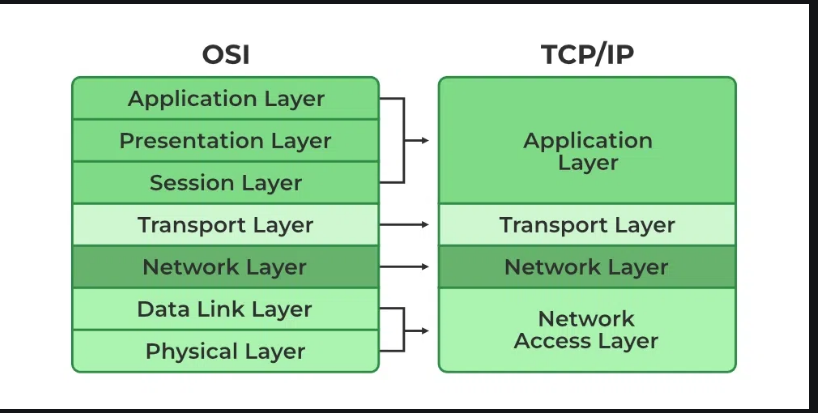 OSI
Application Layer
Presentation Layer
Session Layer
Transport Layer
Network Layer
Data Link Layer
Physical Layer
TCP/IP
Application
Layer
Transport Layer
Network Layer
Network
Access Layer